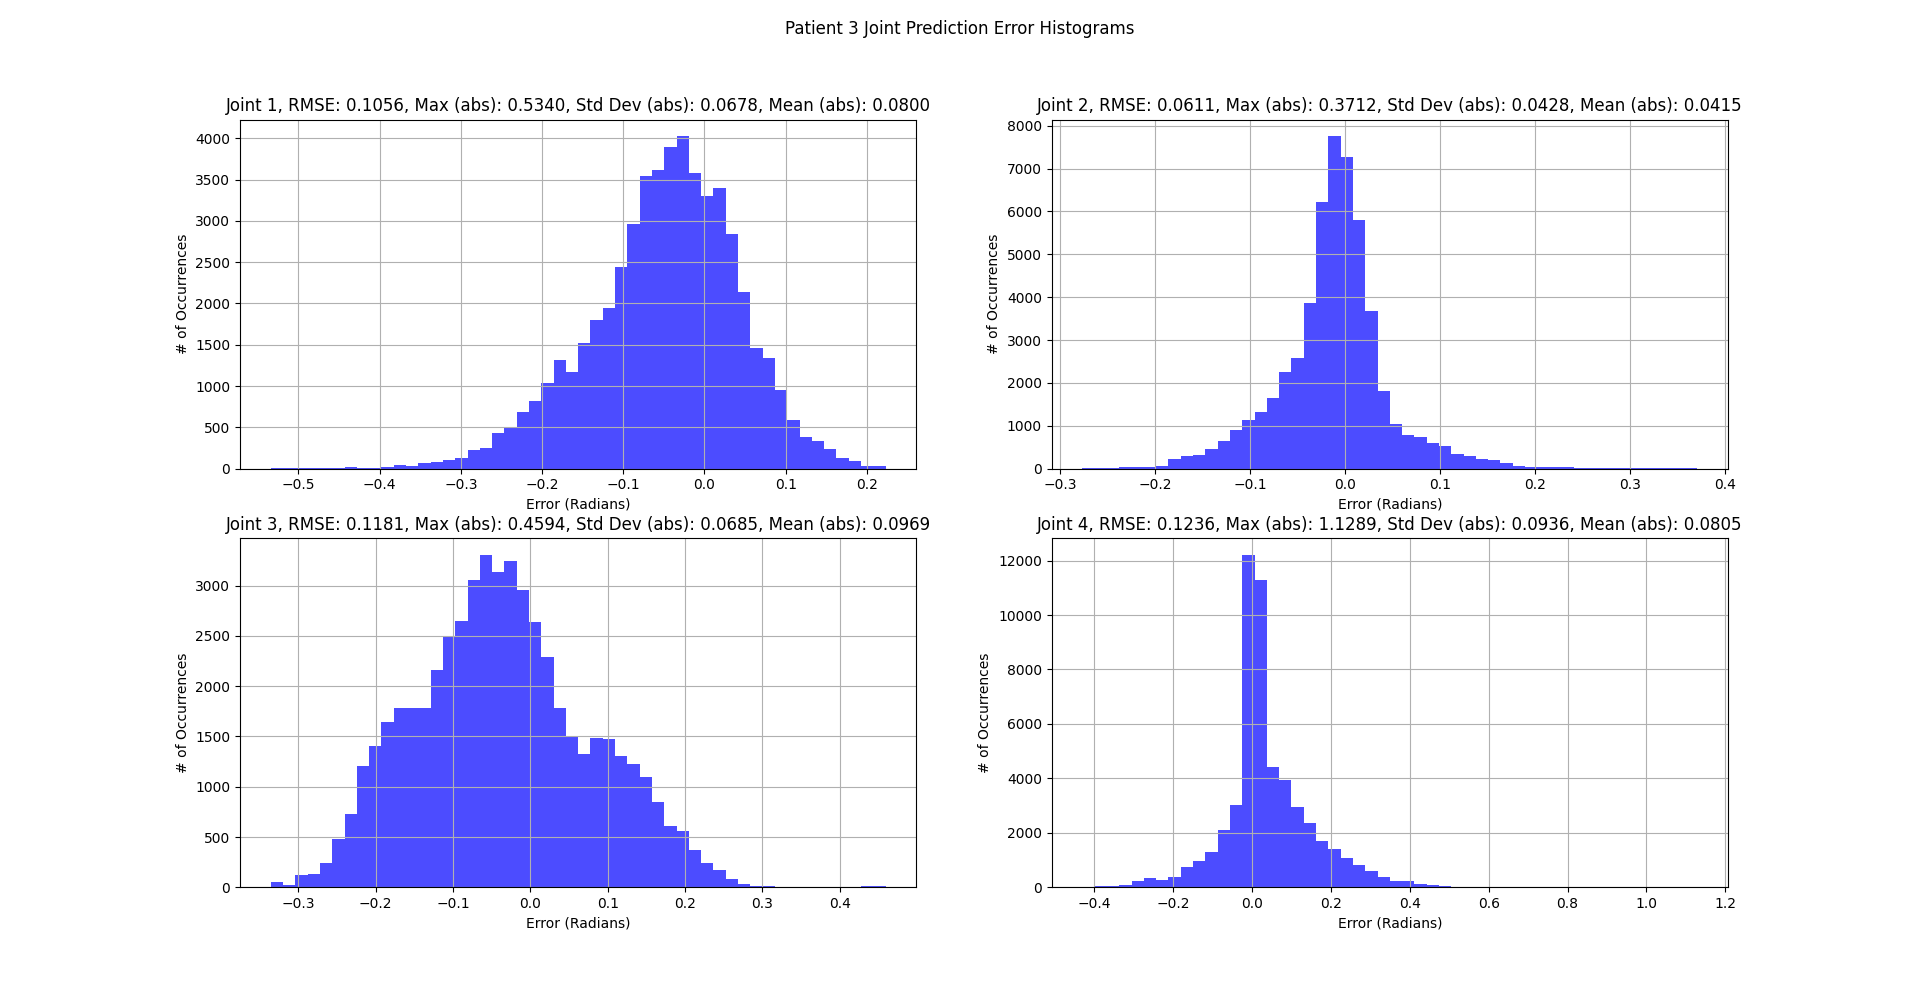 Patient 3 Joint Prediction Error Histograms
Joint 1, RMSE: 0.1056, Max (abs): 0.5340, Std Dev (abs): 0.0678, Mean (abs): 0.0800
4000
3500
3000
2500
2000
1500
1000
500
0
# of Occurrences
−0.5 −0.4 −0.3 −0.2 −0.1 0.0 0.1 0.2
Error (Radians)
Joint 2, RMSE: 0.0611, Max (abs): 0.3712, Std Dev (abs): 0.0428, Mean (abs): 0.0415
8000
7000
6000
5000
4000
3000
2000
1000
0
# of Occurrences
−0.3 −0.2 −0.1 0.0 0.1 0.2 0.3 0.4
Error (Radians)
Joint 3, RMSE: 0.1181, Max (abs): 0.4594, Std Dev (abs): 0.0685, Mean (abs): 0.0969
3000
2500
2000
1500
1000
500
0
# of Occurrences
−0.3 −0.2 −0.1 0.0 0.1 0.2 0.3 0.4
Error (Radians)
Joint 4, RMSE: 0.1236, Max (abs): 1.1289, Std Dev (abs): 0.0936, Mean (abs): 0.0805
12000
10000
8000
6000
4000
2000
0
# of Occurrences
−0.4 −0.2 0.0 0.2 0.4 0.6 0.8 1.0 1.2
Error (Radians)